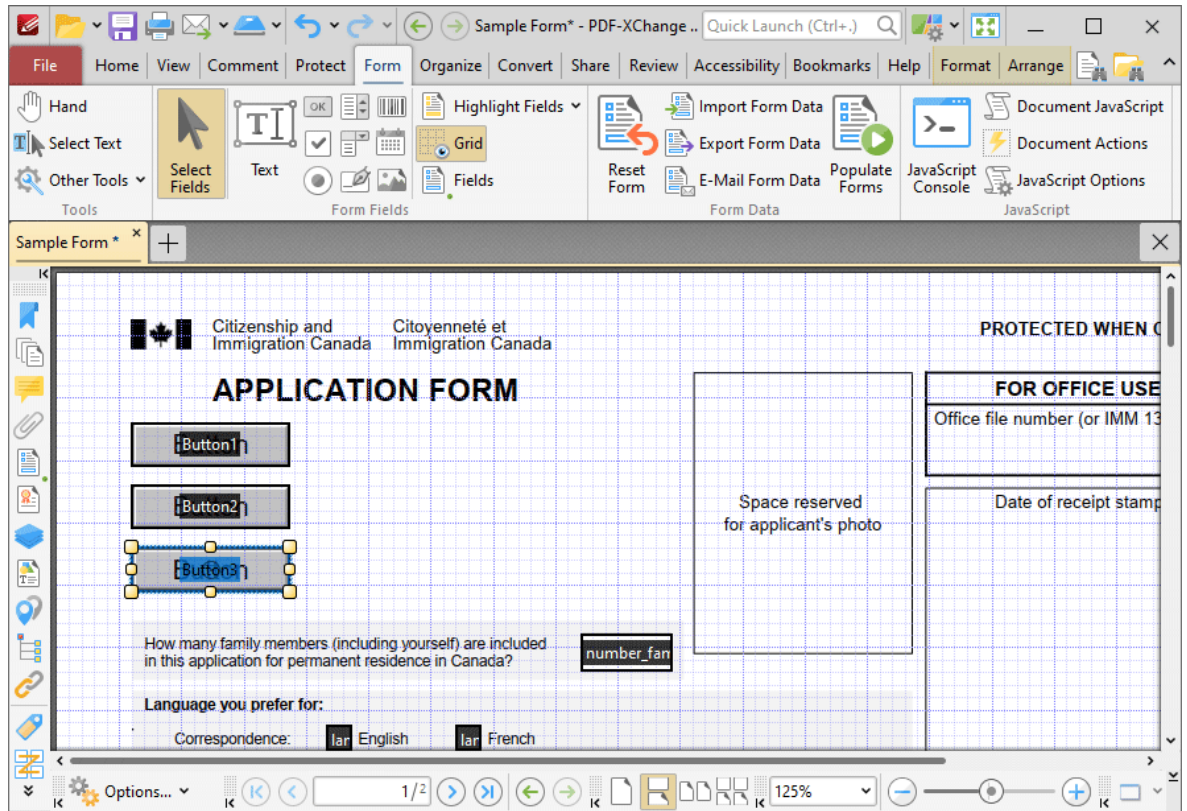 Sample Form* - PDF-XChange .. Quick Launch (Ctrl+.)
File Home View Comment Protect Form Organize Convert Share Review Accessibility Bookmarks Help Format Arrange
Hand
Select Text
Other Tools
Tools
Select Fields
Text
OK
Highlight Fields
Grid
Fields
Form Fields
Reset Form
Import Form Data
Export Form Data
E-Mail Form Data
Populate Forms
Form Data
JavaScript Console
Document JavaScript
Document Actions
JavaScript Options
JavaScript
Sample Form *
Citizenship and Citoyenneté et
Immigration Canada Immigration Canada
PROTECTED WHEN
APPLICATION FORM
FOR OFFICE USE
Office file number (or IMM 13
Button1
Button2
Button3
Space reserved
for applicant's photo
Date of receipt stamp
How many family members (including yourself) are included
in this application for permanent residence in Canada?
number_fam
Language you prefer for:
Correspondence: lar English lar French
Options... 1/2 125%